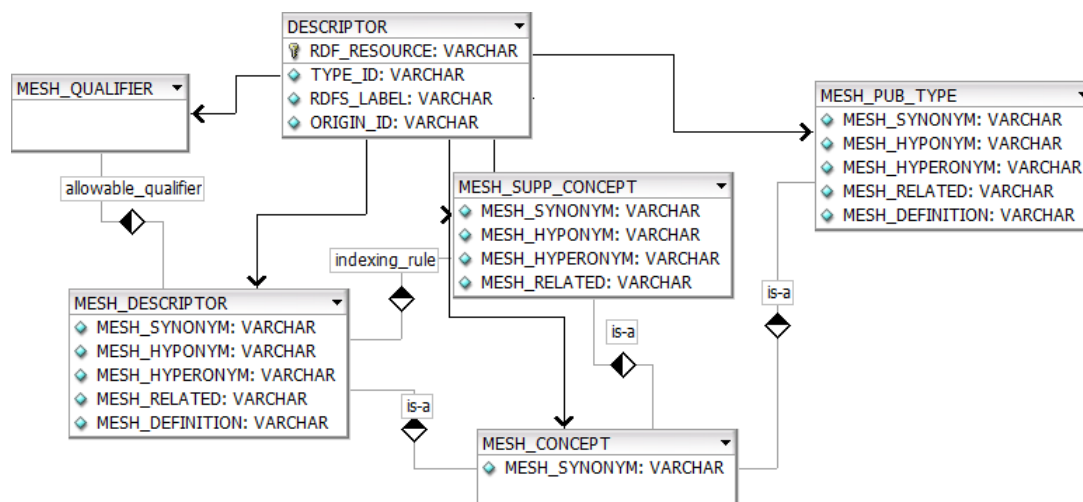 DESCRIPTOR
RDF_RESOURCE: VARCHAR
TYPE_ID: VARCHAR
RDFS_LABEL: VARCHAR
ORIGIN_ID: VARCHAR
MESH_QUALIFIER
MESH_PUB_TYPE
MESH_SYNONYM: VARCHAR
MESH_HYPONYM: VARCHAR
MESH_HYPERONYM: VARCHAR
MESH_RELATED: VARCHAR
MESH_DEFINITION: VARCHAR
allowable_qualifier
MESH_SUPP_CONCEPT
MESH_SYNONYM: VARCHAR
MESH_HYPONYM: VARCHAR
MESH_HYPERONYM: VARCHAR
MESH_RELATED: VARCHAR
indexing_rule
is-a
MESH_DESCRIPTOR
MESH_SYNONYM: VARCHAR
MESH_HYPONYM: VARCHAR
MESH_HYPERONYM: VARCHAR
MESH_RELATED: VARCHAR
MESH_DEFINITION: VARCHAR
is-a
is-a
MESH_CONCEPT
MESH_SYNONYM: VARCHAR